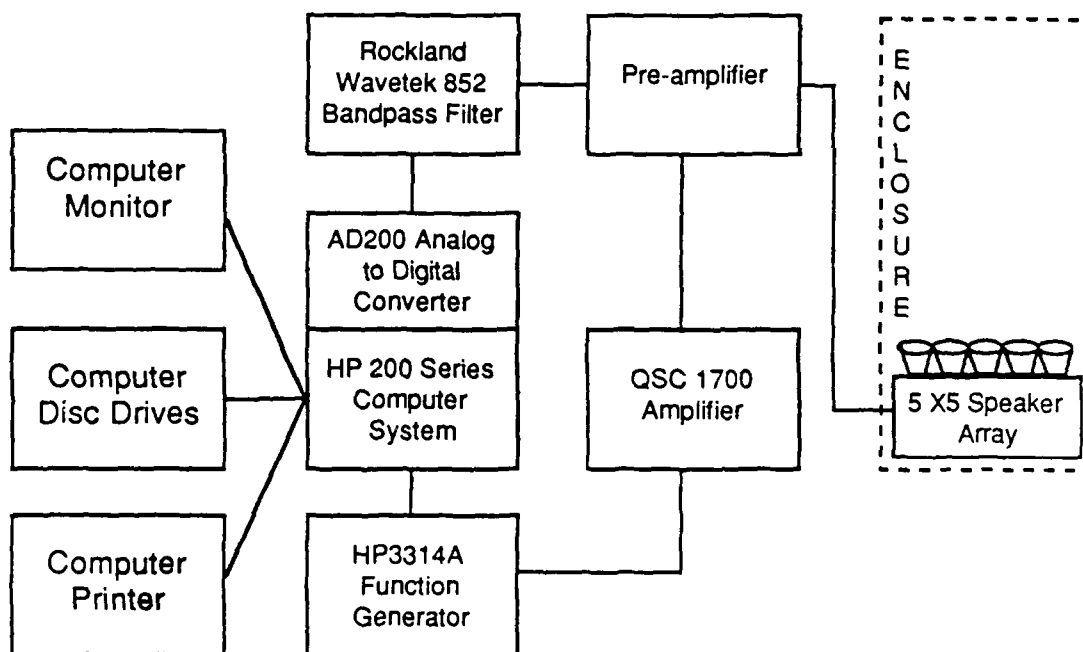 Rockland
Wavetek 852
Bandpass Filter
Pre-amplifier
ENCLOSURE
Computer
Monitor
AD200 Analog
to Digital
Converter
Computer
Disc Drives
HP 200 Series
Computer
System
QSC 1700
Amplifier
5 X5 Speaker
Array
Computer
Printer
HP3314A
Function
Generator